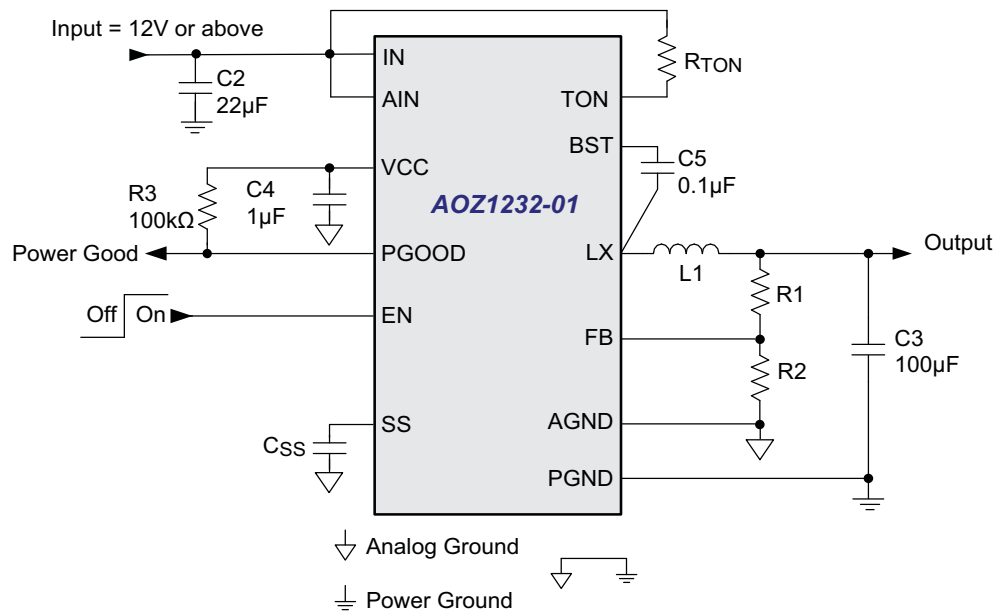 Input = 12V or above
C2
22µF
IN
AIN
RTON
TON
BST
C5
0.1µF
VCC
R3
100kΩ
C4
1µF
AOZ1232-01
Power Good
PGOOD
LX
L1
Output
Off
On
EN
R1
FB
C3
100µF
R2
SS
CSS
AGND
PGND
Analog Ground
Power Ground